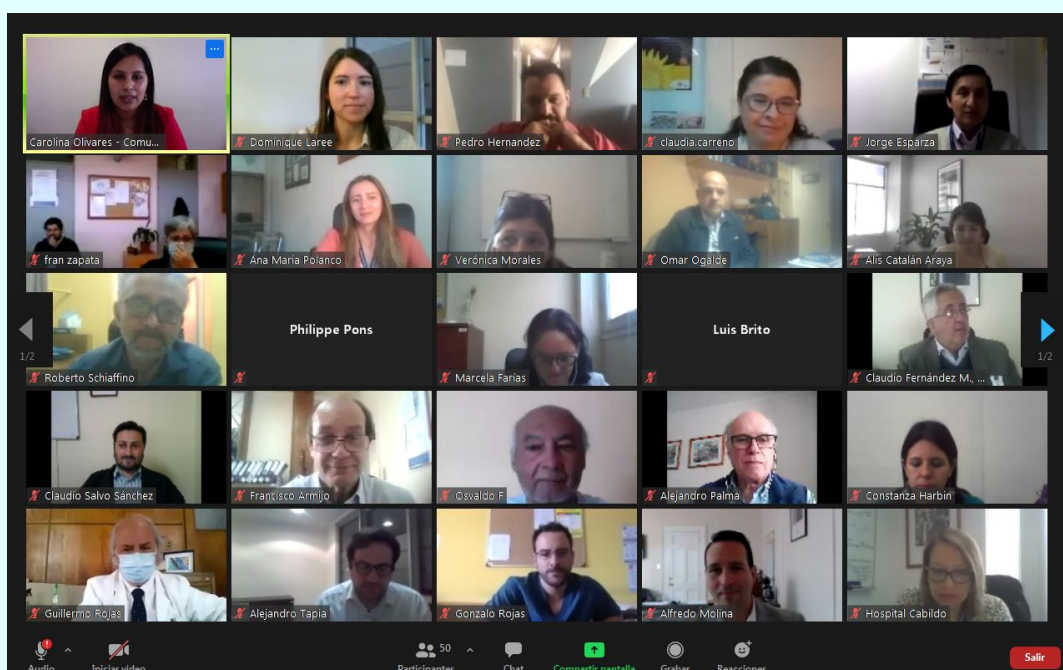 Carolina Olivares - Comu...
Dominique Laree
Pedro Hernandez
claudia.carreno
Jorge Esparza
fran zapata
Ana Maria Polanco
Verónica Morales
Omar Ogalde
Alis Catalán Araya
Roberto Schiaffino
Philippe Pons
Marcela Farías
Luis Brito
Claudio Fernández M., ...
1/2
1/2
Claudio Salvo Sánchez
Francisco Armijo
Osvaldo F
Alejandro Palma
Constanza Harbin
Guillermo Rojas
Alejandro Tapia
Gonzalo Rojas
Alfredo Molina
Hospital Cabildo
50
Audio
Iniciar video
Participantes
Chat
Compartir pantalla
Grabar
Reacciones
Salir